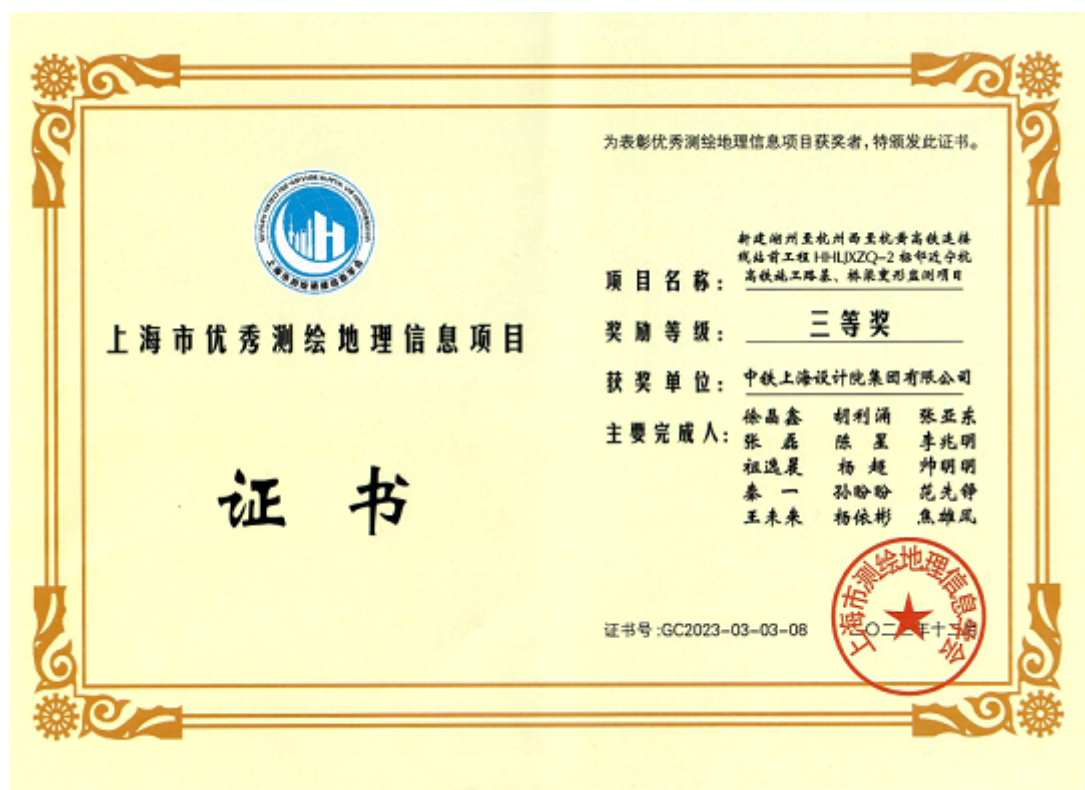 上海市优秀测绘地理信息项目
证 书
为表彰优秀测绘地理信息项目获奖者，特颁发此证书。
项目名称：
新建湖州至杭州西至杭黄高铁连接
线站前工程 HHLJXZQ-2 标邻近宁杭
高铁施工路基、桥梁变形监测项目
奖励等级： 三等奖
获奖单位： 中铁上海设计院集团有限公司
主要完成人： 徐晶鑫 胡利涌 张亚东
张磊 陈星 李兆明
祖逸晨 杨超 帅明明
秦一 孙盼盼 范先铮
王未来 杨依彬 焦雄风
证书号:GC2023-03-03-08
上海市测绘地理信息学会